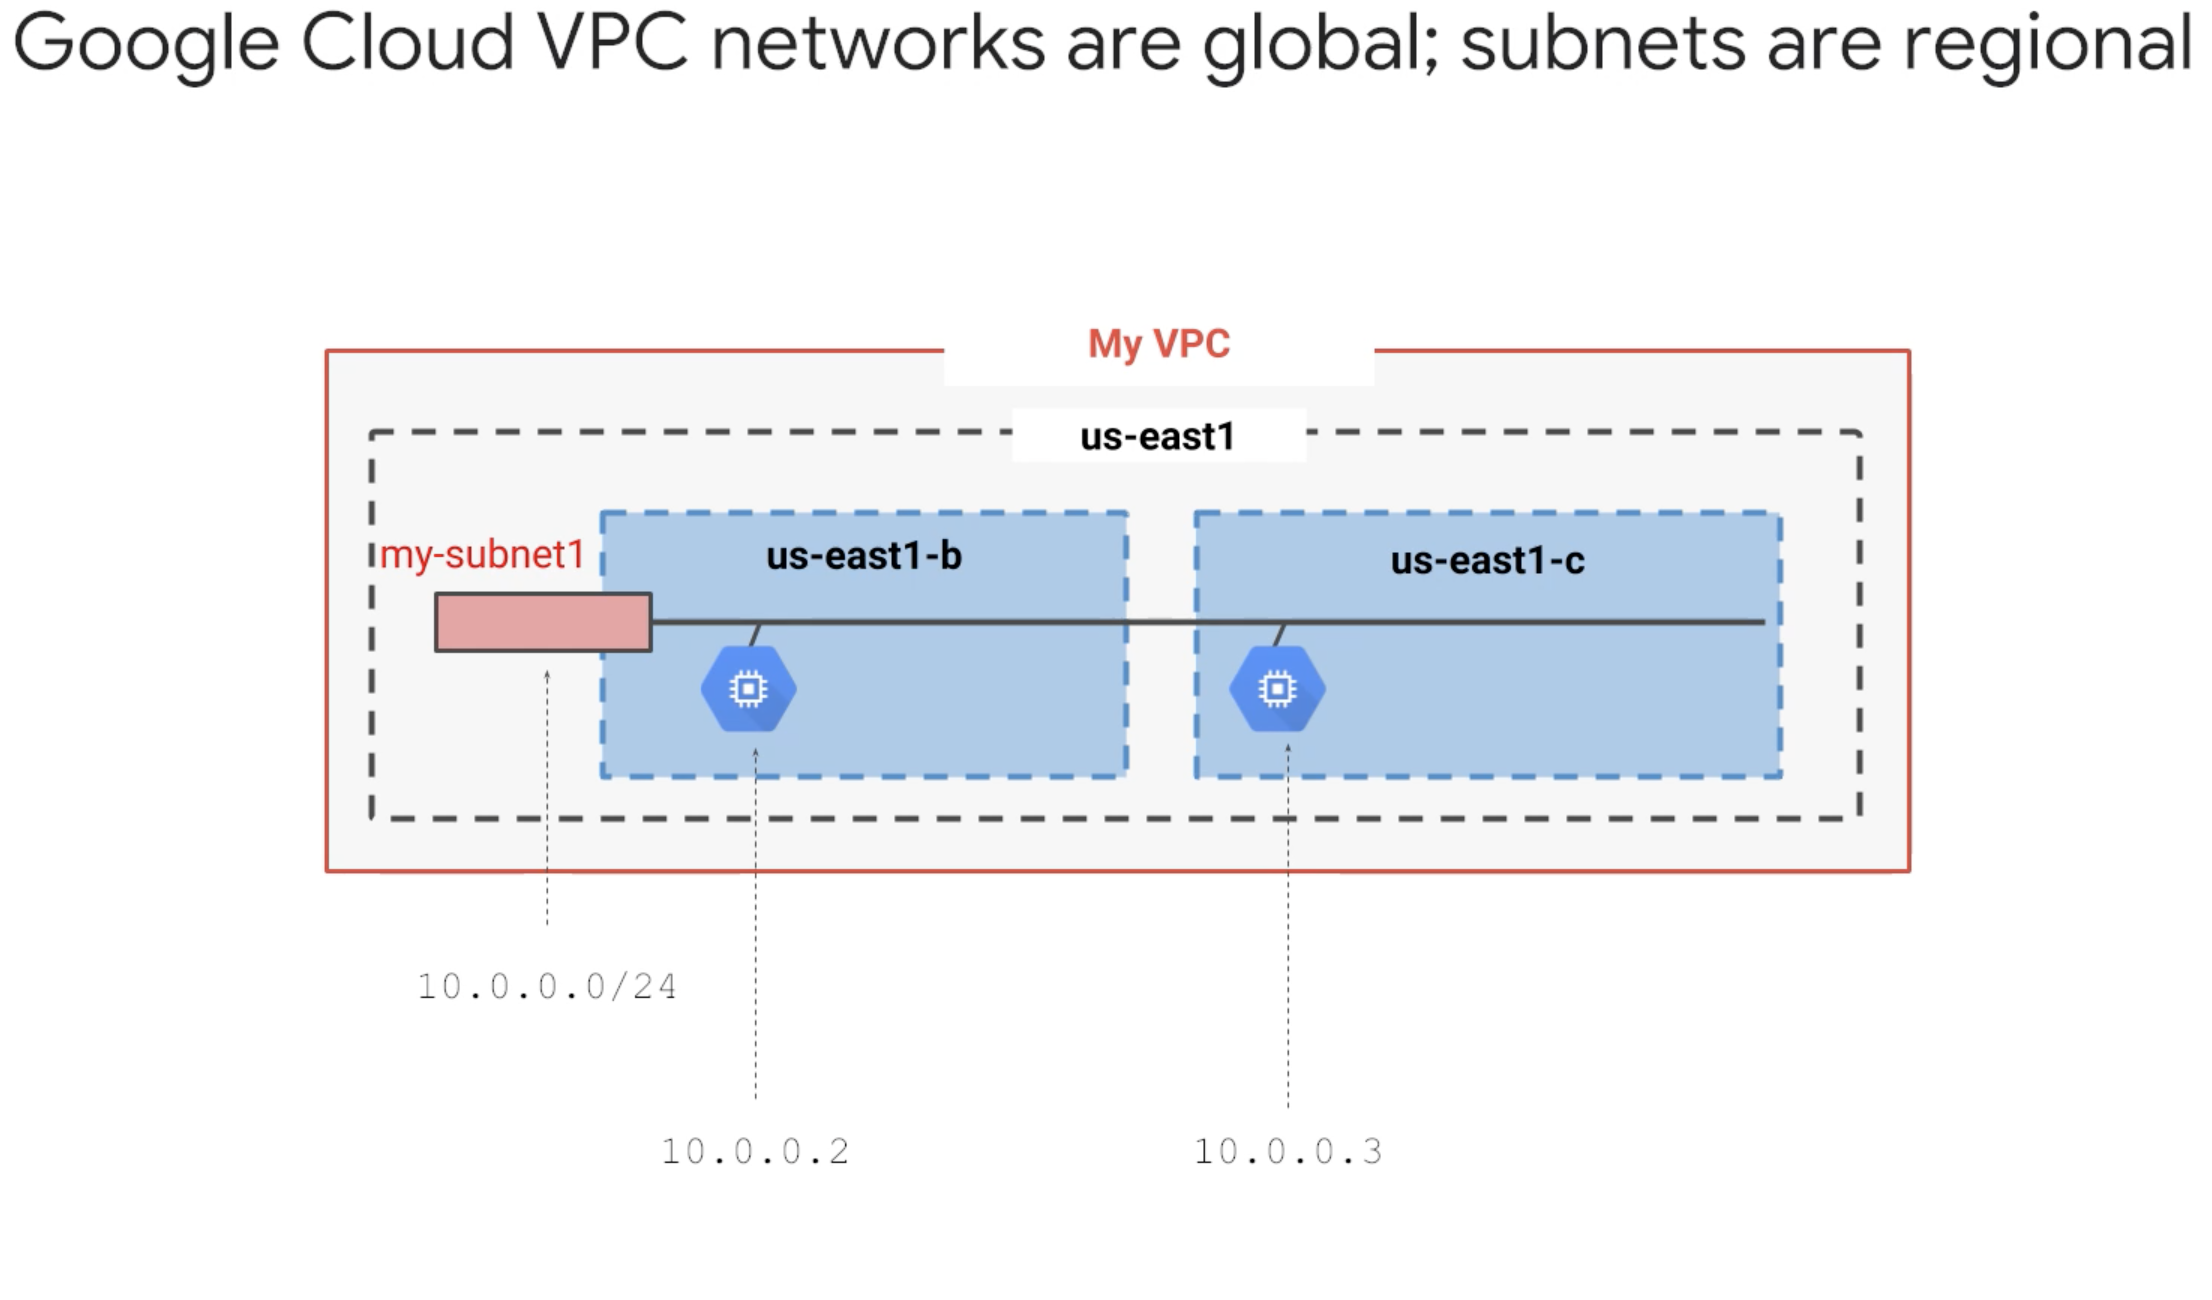 Google Cloud VPC networks are global; subnets are regional
My VPC
us-east1
my-subnet1
us-east1-b
us-east1-c
10.0.0.0/24
10.0.0.2
10.0.0.3